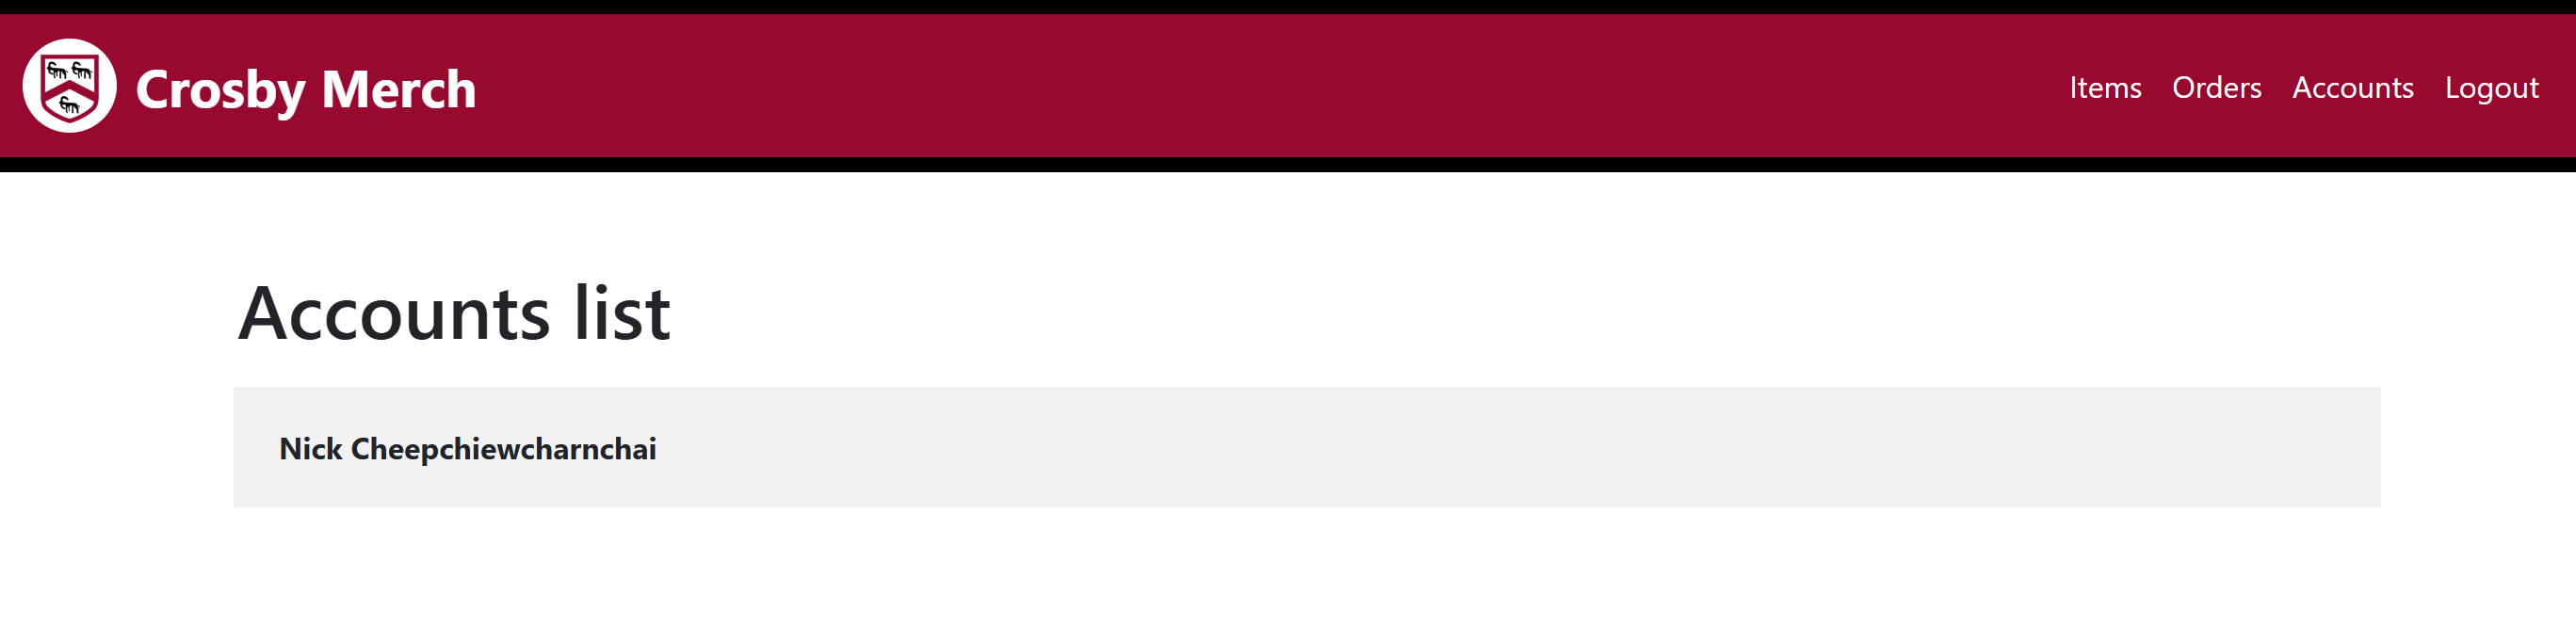 Crosby Merch
Items Orders Accounts Logout
Accounts list
Nick Cheepchiewcharnchai